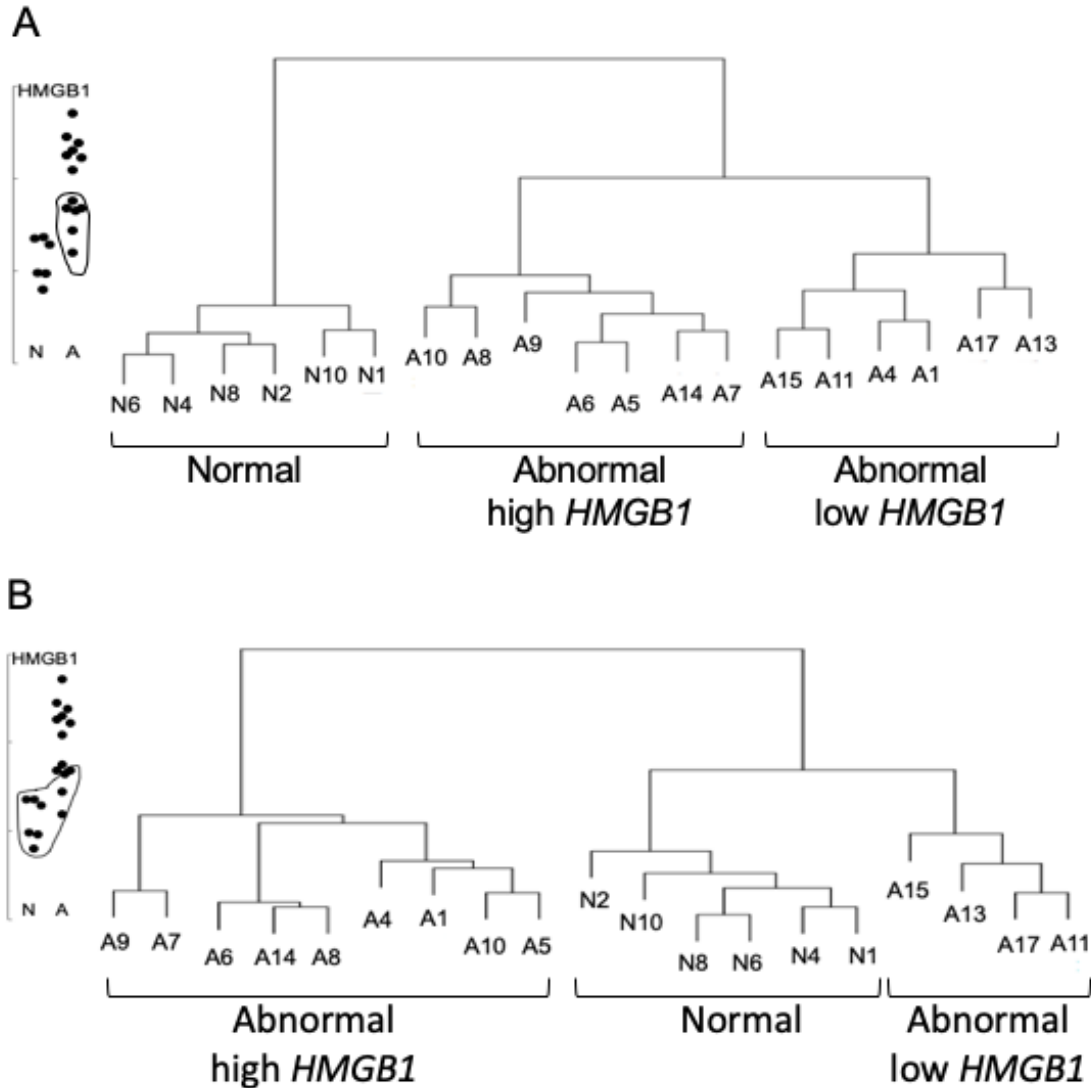 A
HMGB1
N A
N6 N4 N8 N2 N10 N1
A10 A8 A9 A6 A5 A14 A7
A15 A11 A4 A1 A17 A13
Normal
Abnormal
high HMGB1
Abnormal
low HMGB1
B
HMGB1
N A
A9 A7 A6 A14 A8 A4 A1 A10 A5
N2 N10 N8 N6 N4 N1
A15 A13 A17 A11
Abnormal
high HMGB1
Normal
Abnormal
low HMGB1